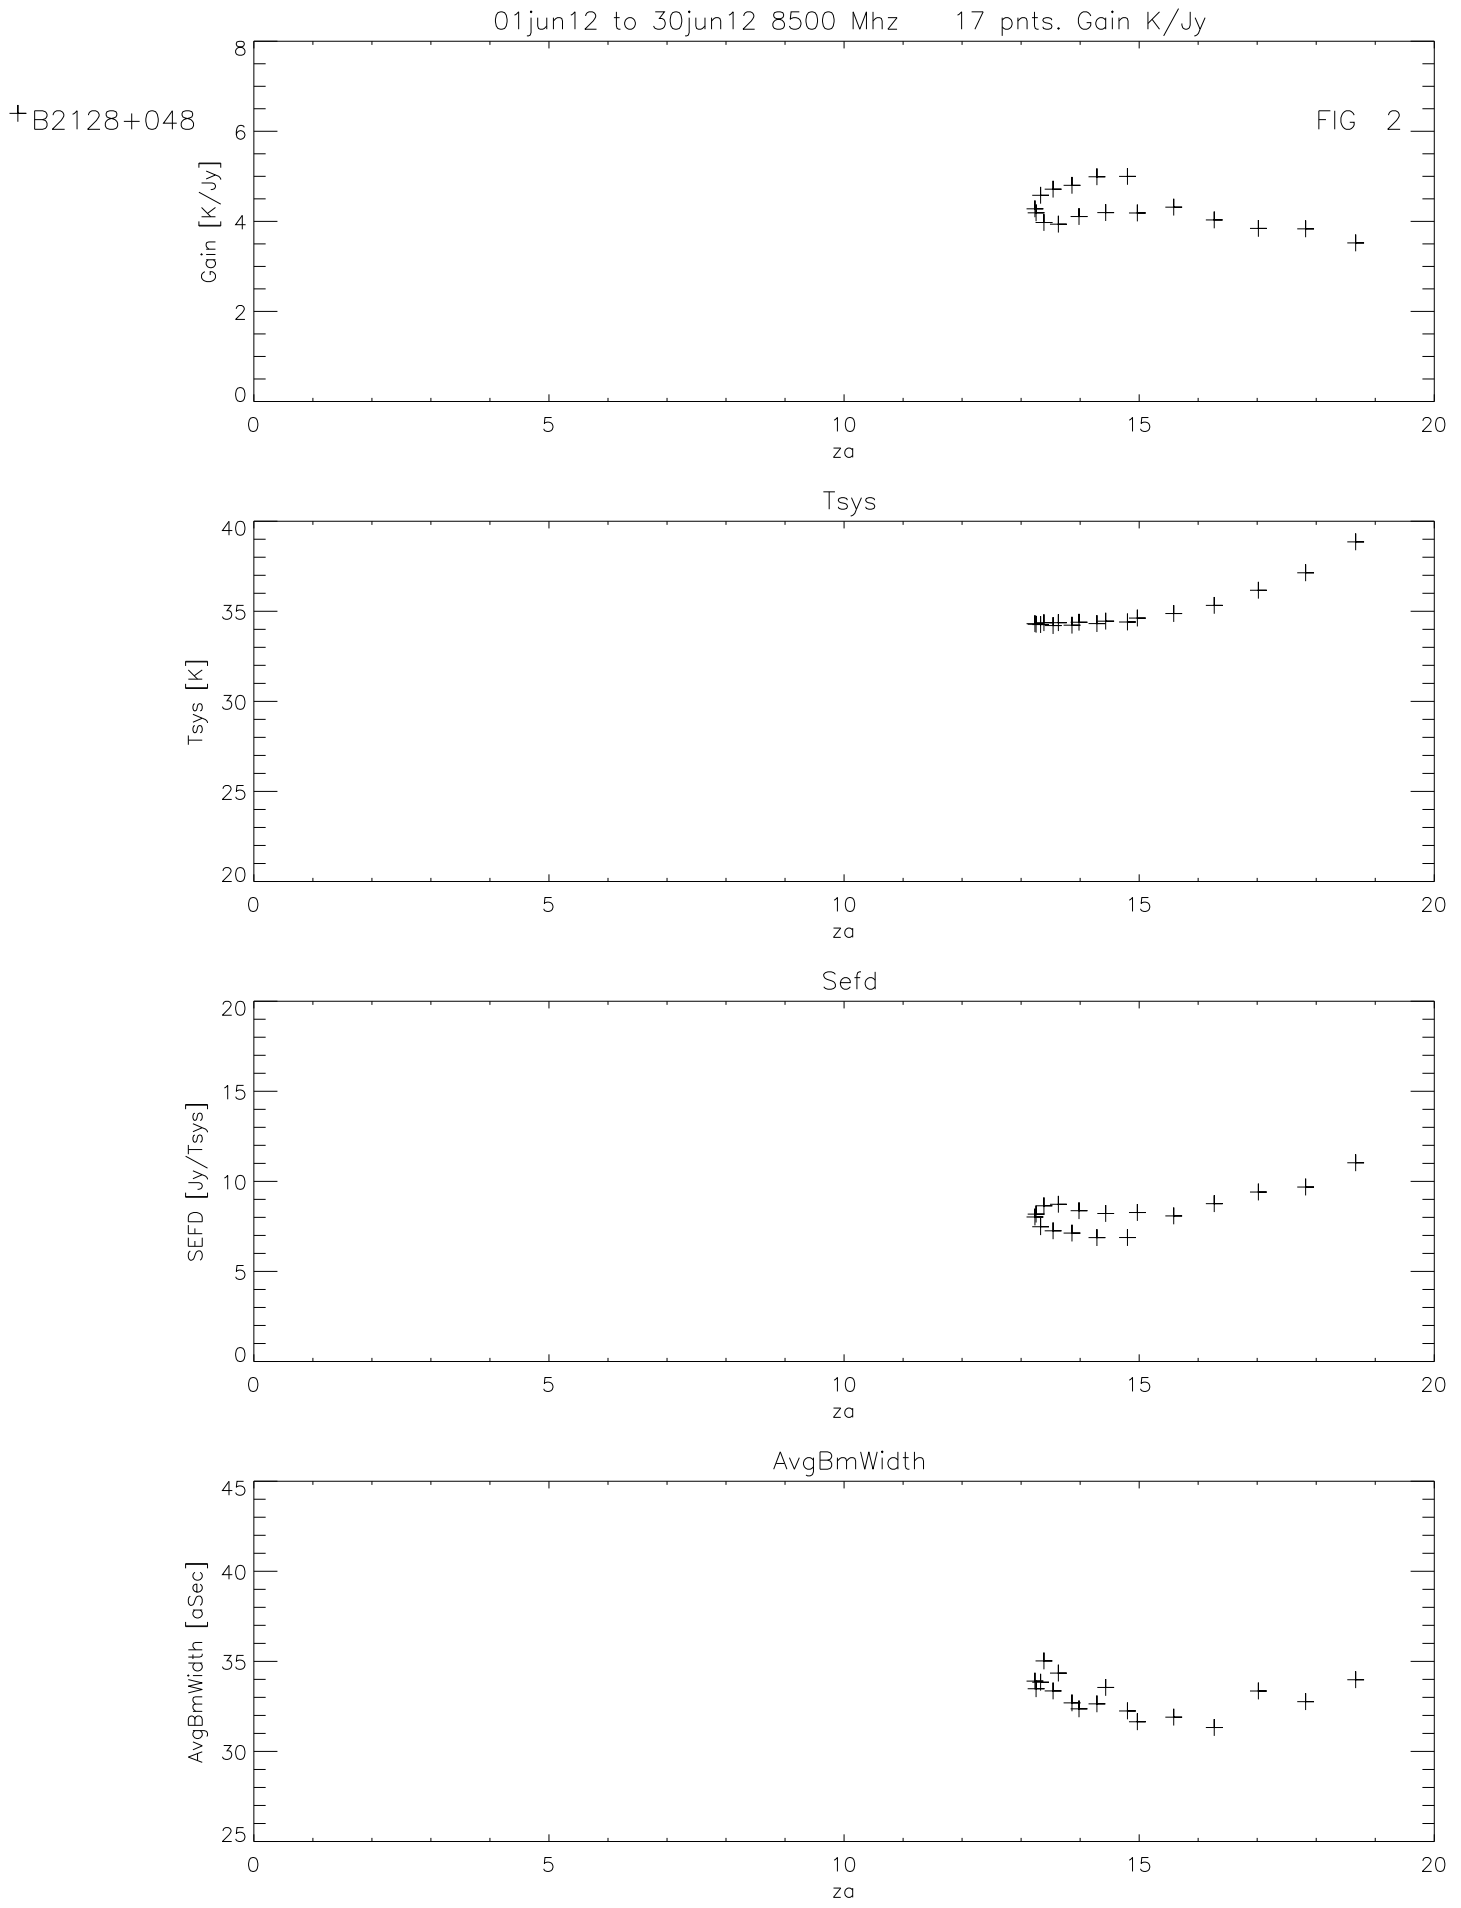 01jun12 to 30jun12 8500 Mhz 17 pnts. Gain K/Jy
+B2128+048
FIG 2
Gain [K/Jy]
8
6
4
2
0
0 5 10 15 20
za
Tsys
Tsys [K]
40
35
30
25
20
0 5 10 15 20
za
Sefd
SEFD [Jy/Tsys]
20
15
10
5
0
0 5 10 15 20
za
AvgBmWidth
AvgBmWidth [aSec]
45
40
35
30
25
0 5 10 15 20
za